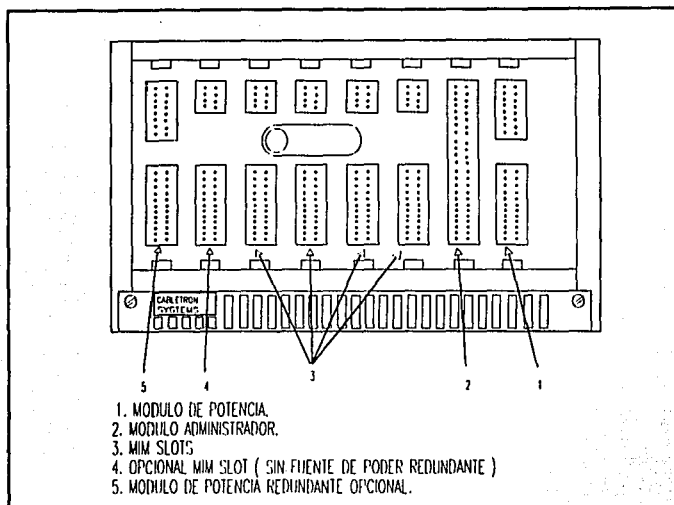 CABLETRON
SYSTEMS
5 4 3 2 1
1. MODULO DE POTENCIA.
2. MODULO ADMINISTRADOR.
3. MIM SLOTS
4. OPCIONAL MIM SLOT ( SIN FUENTE DE PODER REDUNDANTE )
5. MODULO DE POTENCIA REDUNDANTE OPCIONAL.